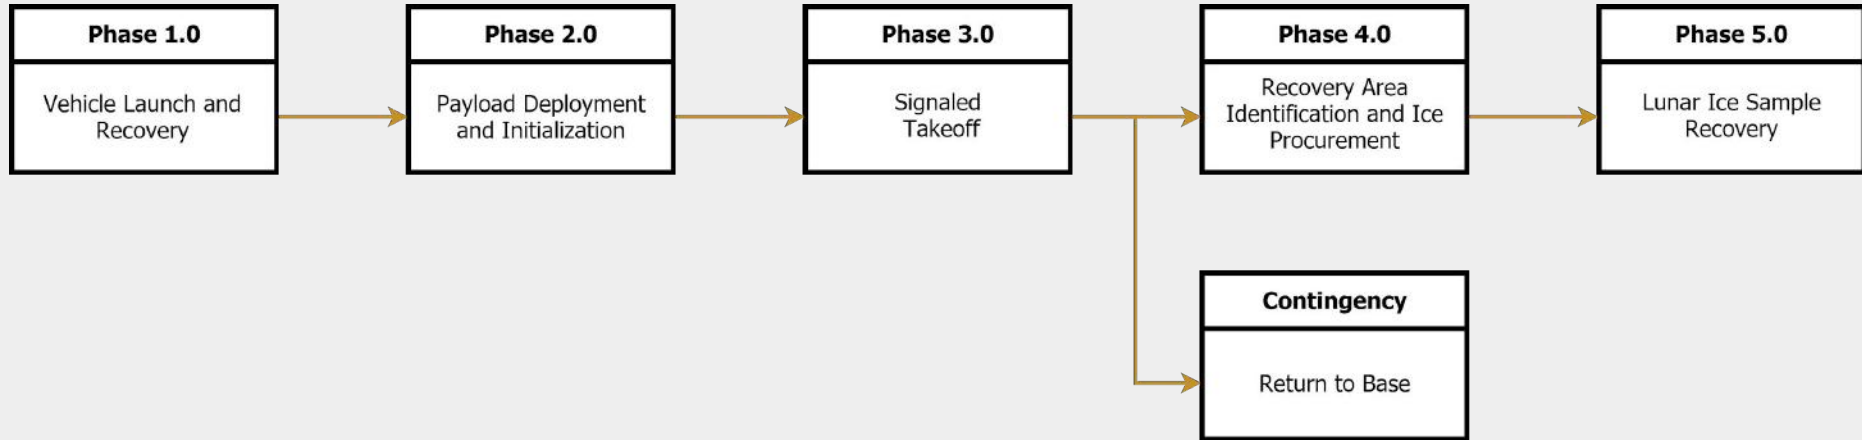 Phase 1.0
Vehicle Launch and
Recovery
Phase 2.0
Payload Deployment
and Initialization
Phase 3.0
Signaled
Takeoff
Phase 4.0
Recovery Area
Identification and Ice
Procurement
Phase 5.0
Lunar Ice Sample
Recovery
Contingency
Return to Base